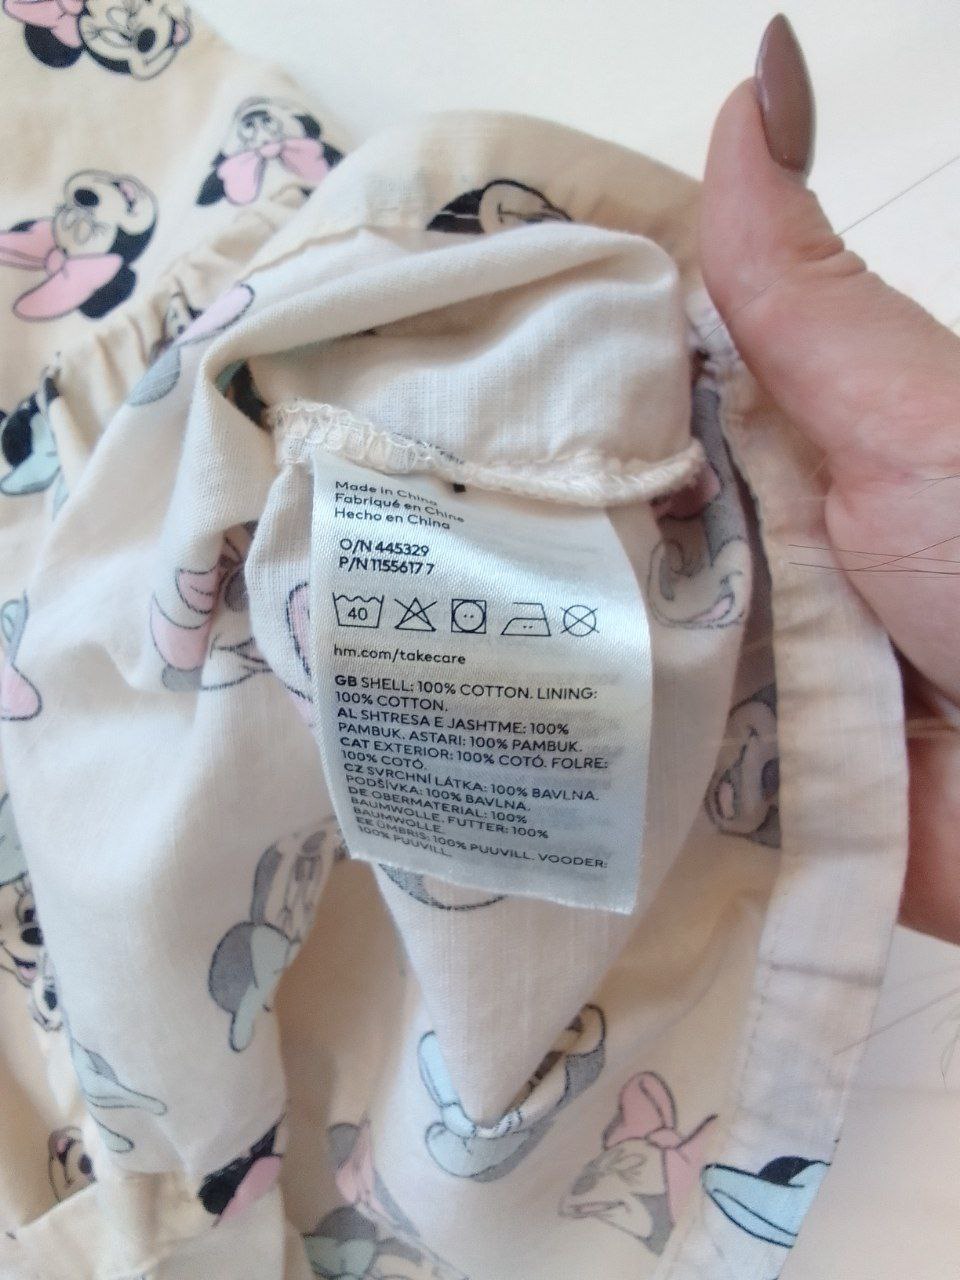 Made in China
Fabriqué en Chine
Hecho en China
O/N 445329
P/N 1155617 7
40
hm.com/takecare
GB SHELL: 100% COTTON. LINING:
100% COTTON.
AL SHTRESA E JASHTME: 100%
PAMBUK. ASTARI: 100% PAMBUK.
CAT EXTERIOR: 100% COTÓ. FOLRE:
100% COTÓ.
CZ SVRCHNÍ LÁTKA: 100% BAVLNA.
PODŠÍVKA: 100% BAVLNA.
DE OBERMATERIAL: 100%
BAUMWOLLE. FUTTER: 100%
BAUMWOLLE.
EE ÜMBRIS: 100% PUUVILL. VOODER:
100% PUUVILL.